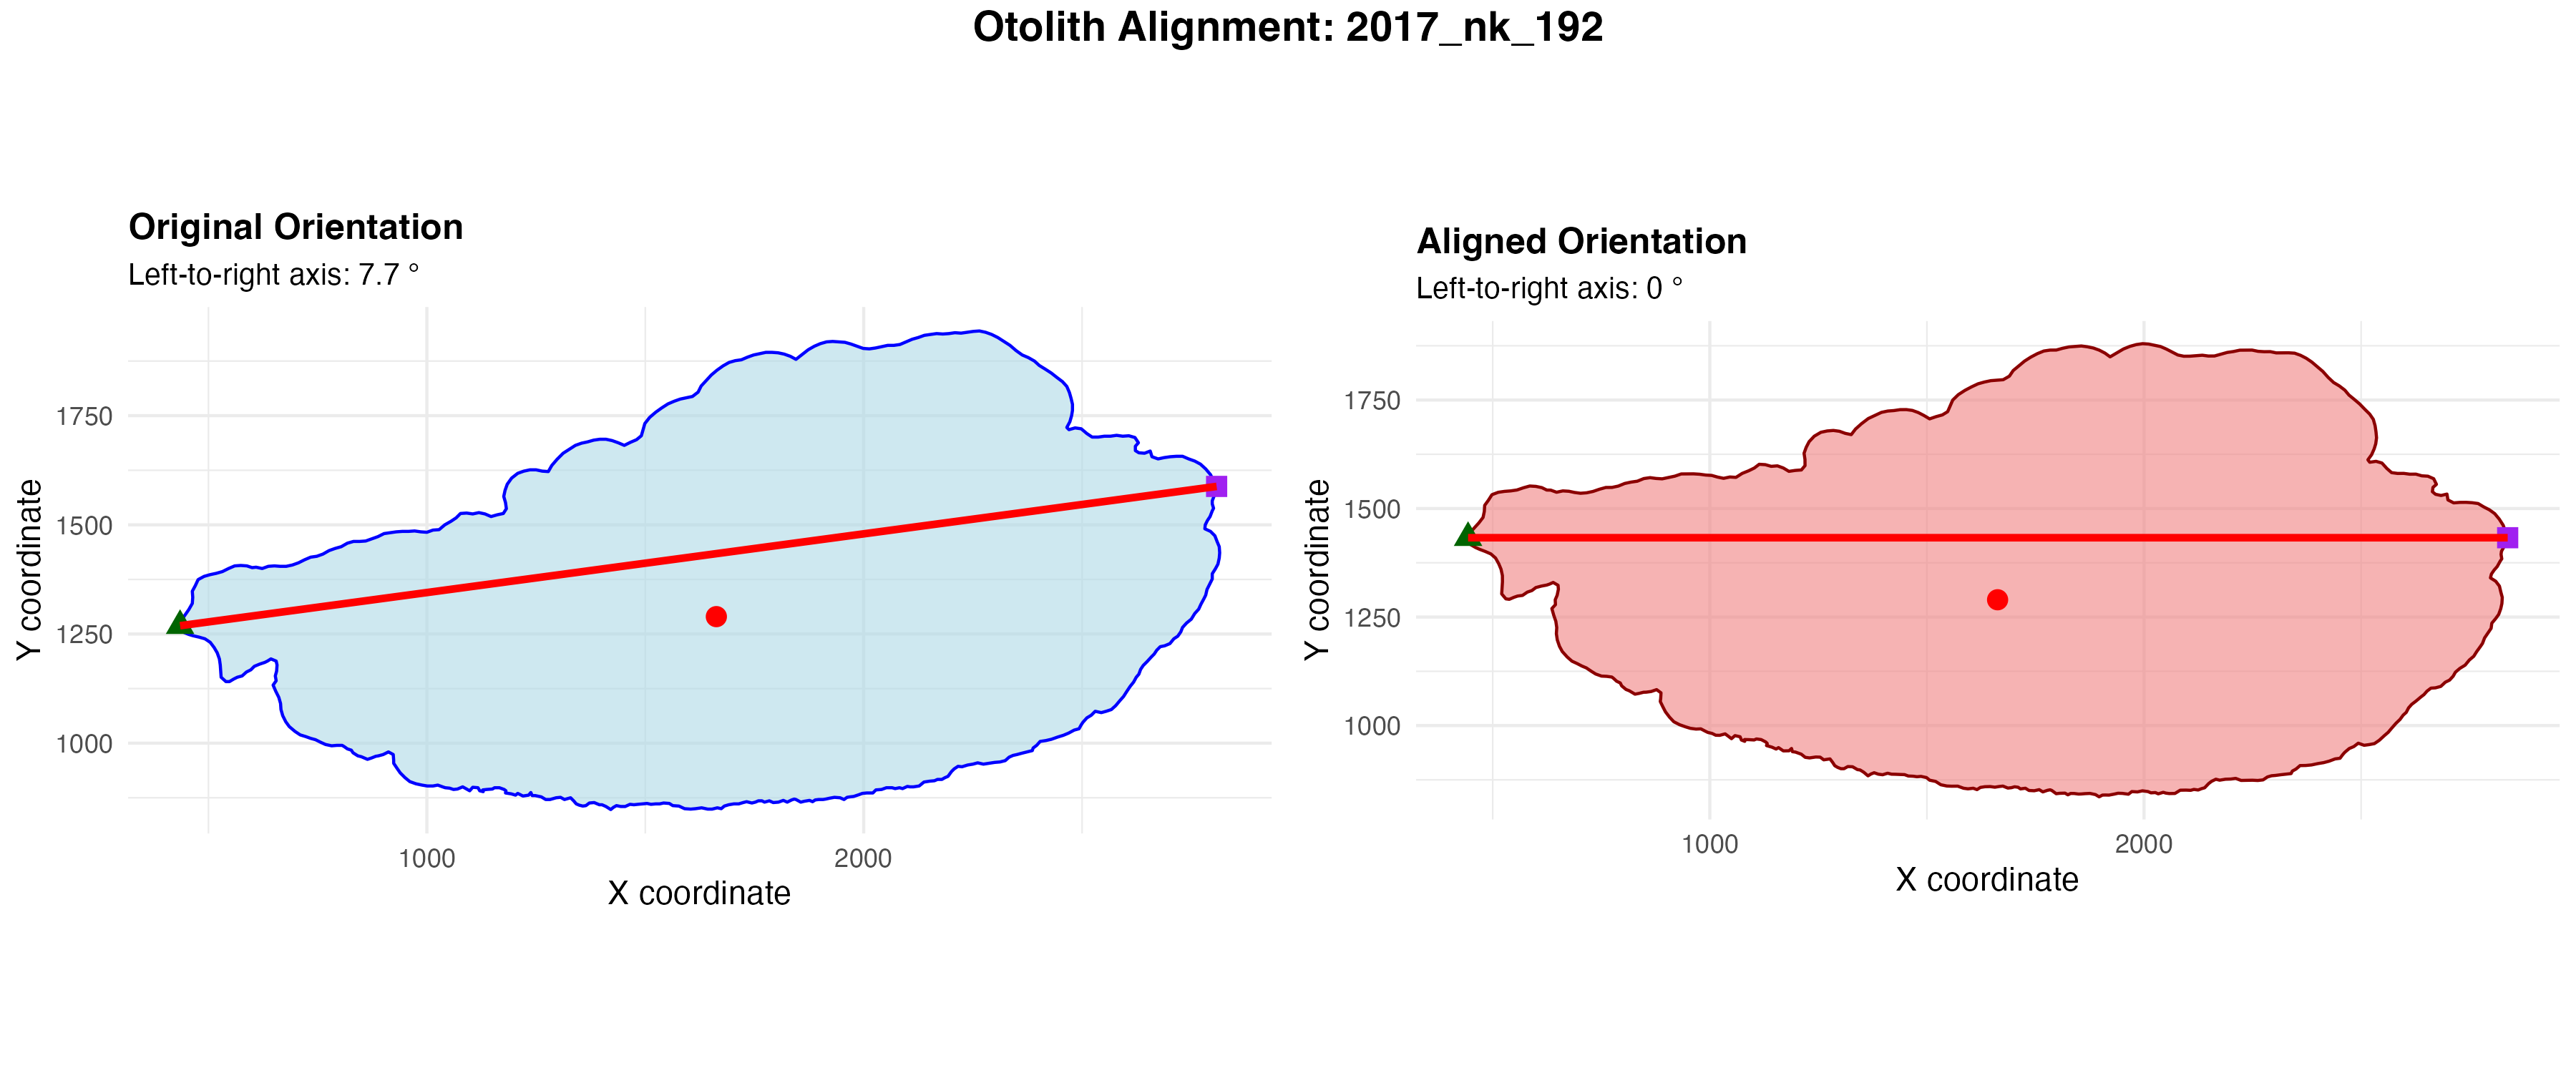 Otolith Alignment: 2017_nk_192
Original Orientation
Left-to-right axis: 7.7 °
Y coordinate
1750
1500
1250
1000
1000 2000
X coordinate
Aligned Orientation
Left-to-right axis: 0 °
Y coordinate
1750
1500
1250
1000
1000 2000
X coordinate